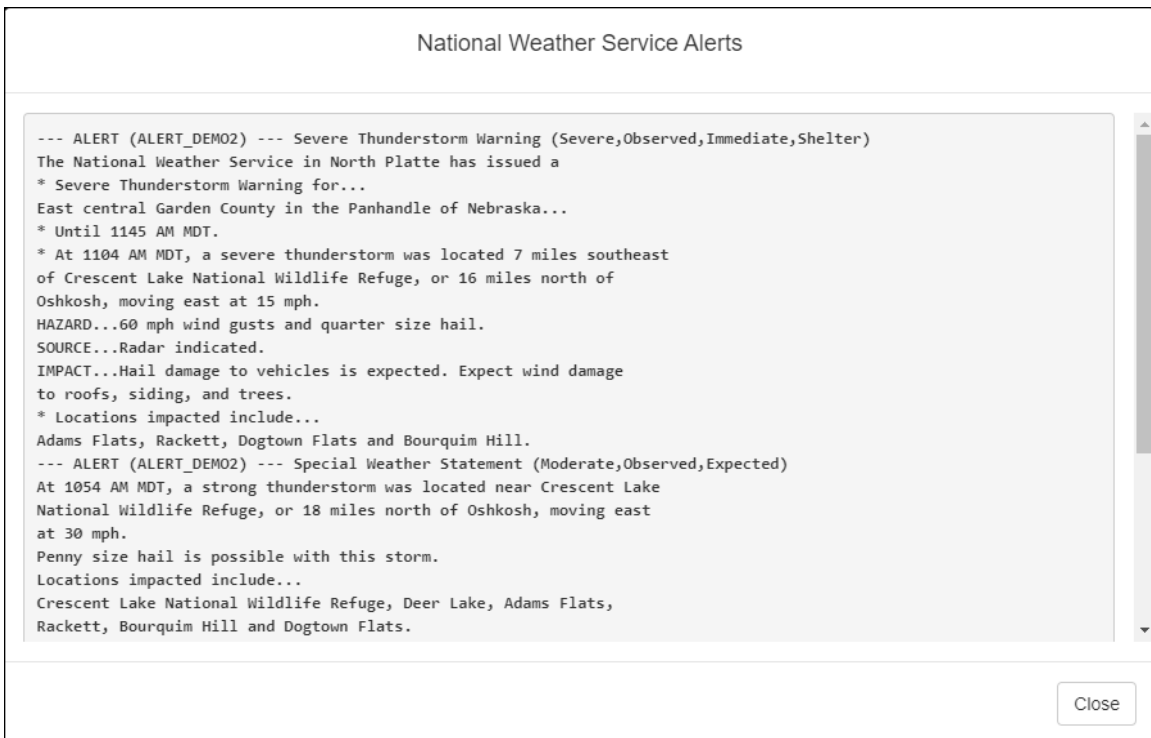 National Weather Service Alerts
--- ALERT (ALERT_DEMO2) --- Severe Thunderstorm Warning (Severe,Observed,Immediate,Shelter)
The National Weather Service in North Platte has issued a
* Severe Thunderstorm Warning for...
East central Garden County in the Panhandle of Nebraska...
* Until 1145 AM MDT.
* At 1104 AM MDT, a severe thunderstorm was located 7 miles southeast
of Crescent Lake National Wildlife Refuge, or 16 miles north of
Oshkosh, moving east at 15 mph.
HAZARD...60 mph wind gusts and quarter size hail.
SOURCE...Radar indicated.
IMPACT...Hail damage to vehicles is expected. Expect wind damage
to roofs, siding, and trees.
* Locations impacted include...
Adams Flats, Rackett, Dogtown Flats and Bourquim Hill.
--- ALERT (ALERT_DEMO2) --- Special Weather Statement (Moderate,Observed,Expected)
At 1054 AM MDT, a strong thunderstorm was located near Crescent Lake
National Wildlife Refuge, or 18 miles north of Oshkosh, moving east
at 30 mph.
Penny size hail is possible with this storm.
Locations impacted include...
Crescent Lake National Wildlife Refuge, Deer Lake, Adams Flats,
Rackett, Bourquim Hill and Dogtown Flats.
Close